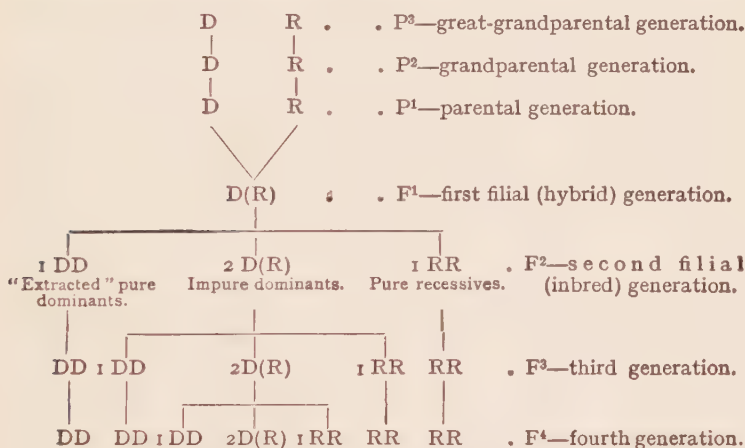 D R . . P³—great-grandparental generation.
D R . . P²—grandparental generation.
D R . . P¹—parental generation.
D(R) . . F¹—first filial (hybrid) generation.
1 DD 2 D(R) 1 RR . F²—second filial
"Extracted" pure Impure dominants. Pure recessives. (inbred) generation.
dominants.
DD 1 DD 2D(R) 1 RR RR . F³—third generation.
DD DD 1 DD 2D(R) 1 RR RR RR . F⁴—fourth generation.